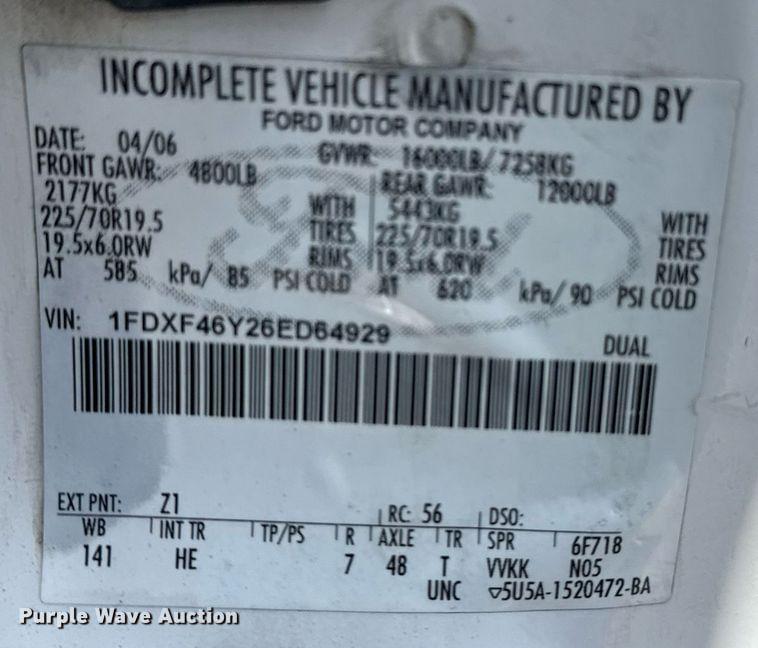 INCOMPLETE VEHICLE MANUFACTURED BY
FORD MOTOR COMPANY
DATE: 04/06 GVWR: 16000LB/ 7258KG
FRONT GAWR: 4800LB REAR GAWR: 12000LB
2177KG WITH 5443KG WITH
225/70R19.5 TIRES 225/70R19.5 TIRES
19.5x6.0RW RIMS 19.5x6.0RW RIMS
AT 585 kPa/ 85 PSI COLD AT 620 kPa/ 90 PSI COLD
VIN: 1FDXF46Y26ED64929 DUAL
EXT PNT: Z1 RC: 56 DSO:
WB INT TR TP/PS R AXLE TR SPR 6F718
141 HE 7 48 T VVKK N05
UNC ▽5U5A-1520472-BA
Purple Wave Auction